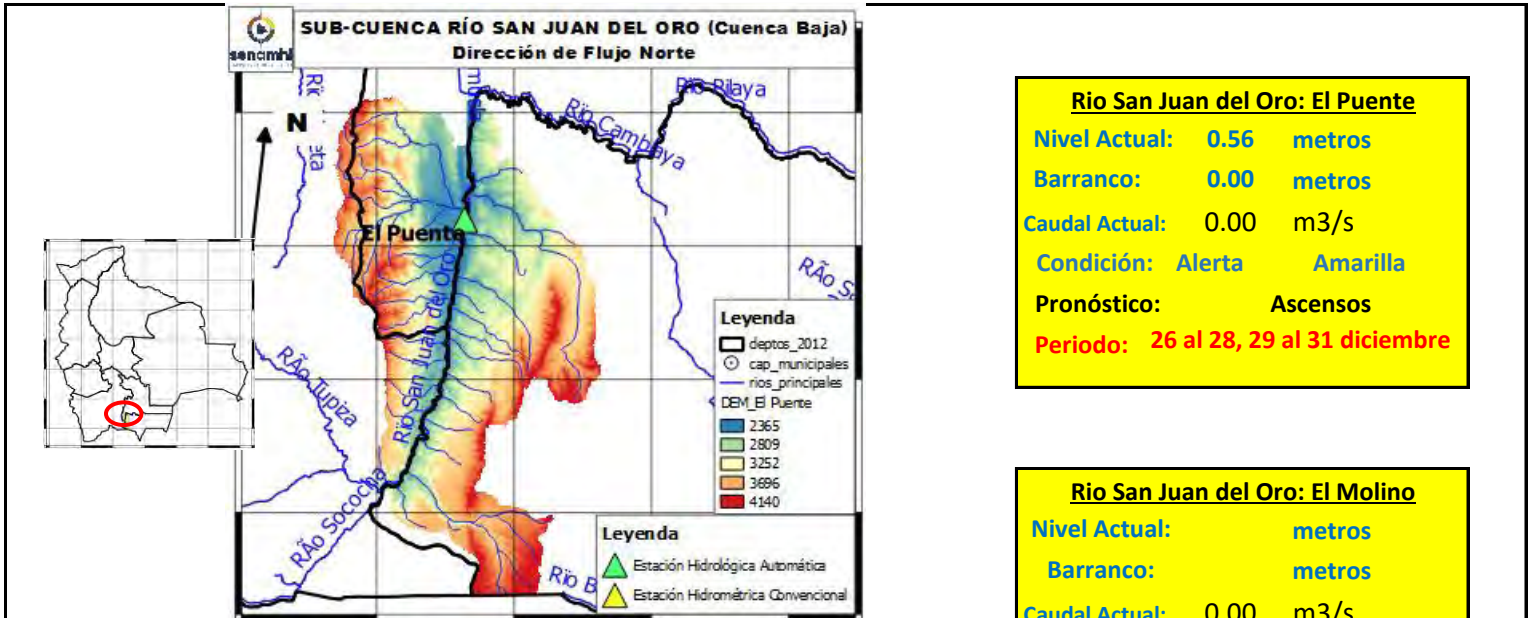 senamhi
SUB-CUENCA RÍO SAN JUAN DEL ORO (Cuenca Baja)
Dirección de Flujo Norte
N
Río Pilaya
Río Cambaya
El Puente
Río San Juan del Oro
RÃo Tupiza
RÃo Sococha
RÃo S
Río B
Leyenda
deptos_2012
cap_municipales
rios_principales
DEM_El Puente
2365
2809
3252
3696
4140
Leyenda
Estación Hidrológica Automática
Estación Hidrométrica Convencional
Rio San Juan del Oro: El Puente
Nivel Actual: 0.56 metros
Barranco: 0.00 metros
Caudal Actual: 0.00 m3/s
Condición: Alerta Amarilla
Pronóstico: Ascensos
Periodo: 26 al 28, 29 al 31 diciembre
Rio San Juan del Oro: El Molino
Nivel Actual: metros
Barranco: metros
Caudal Actual: 0.00 m3/s